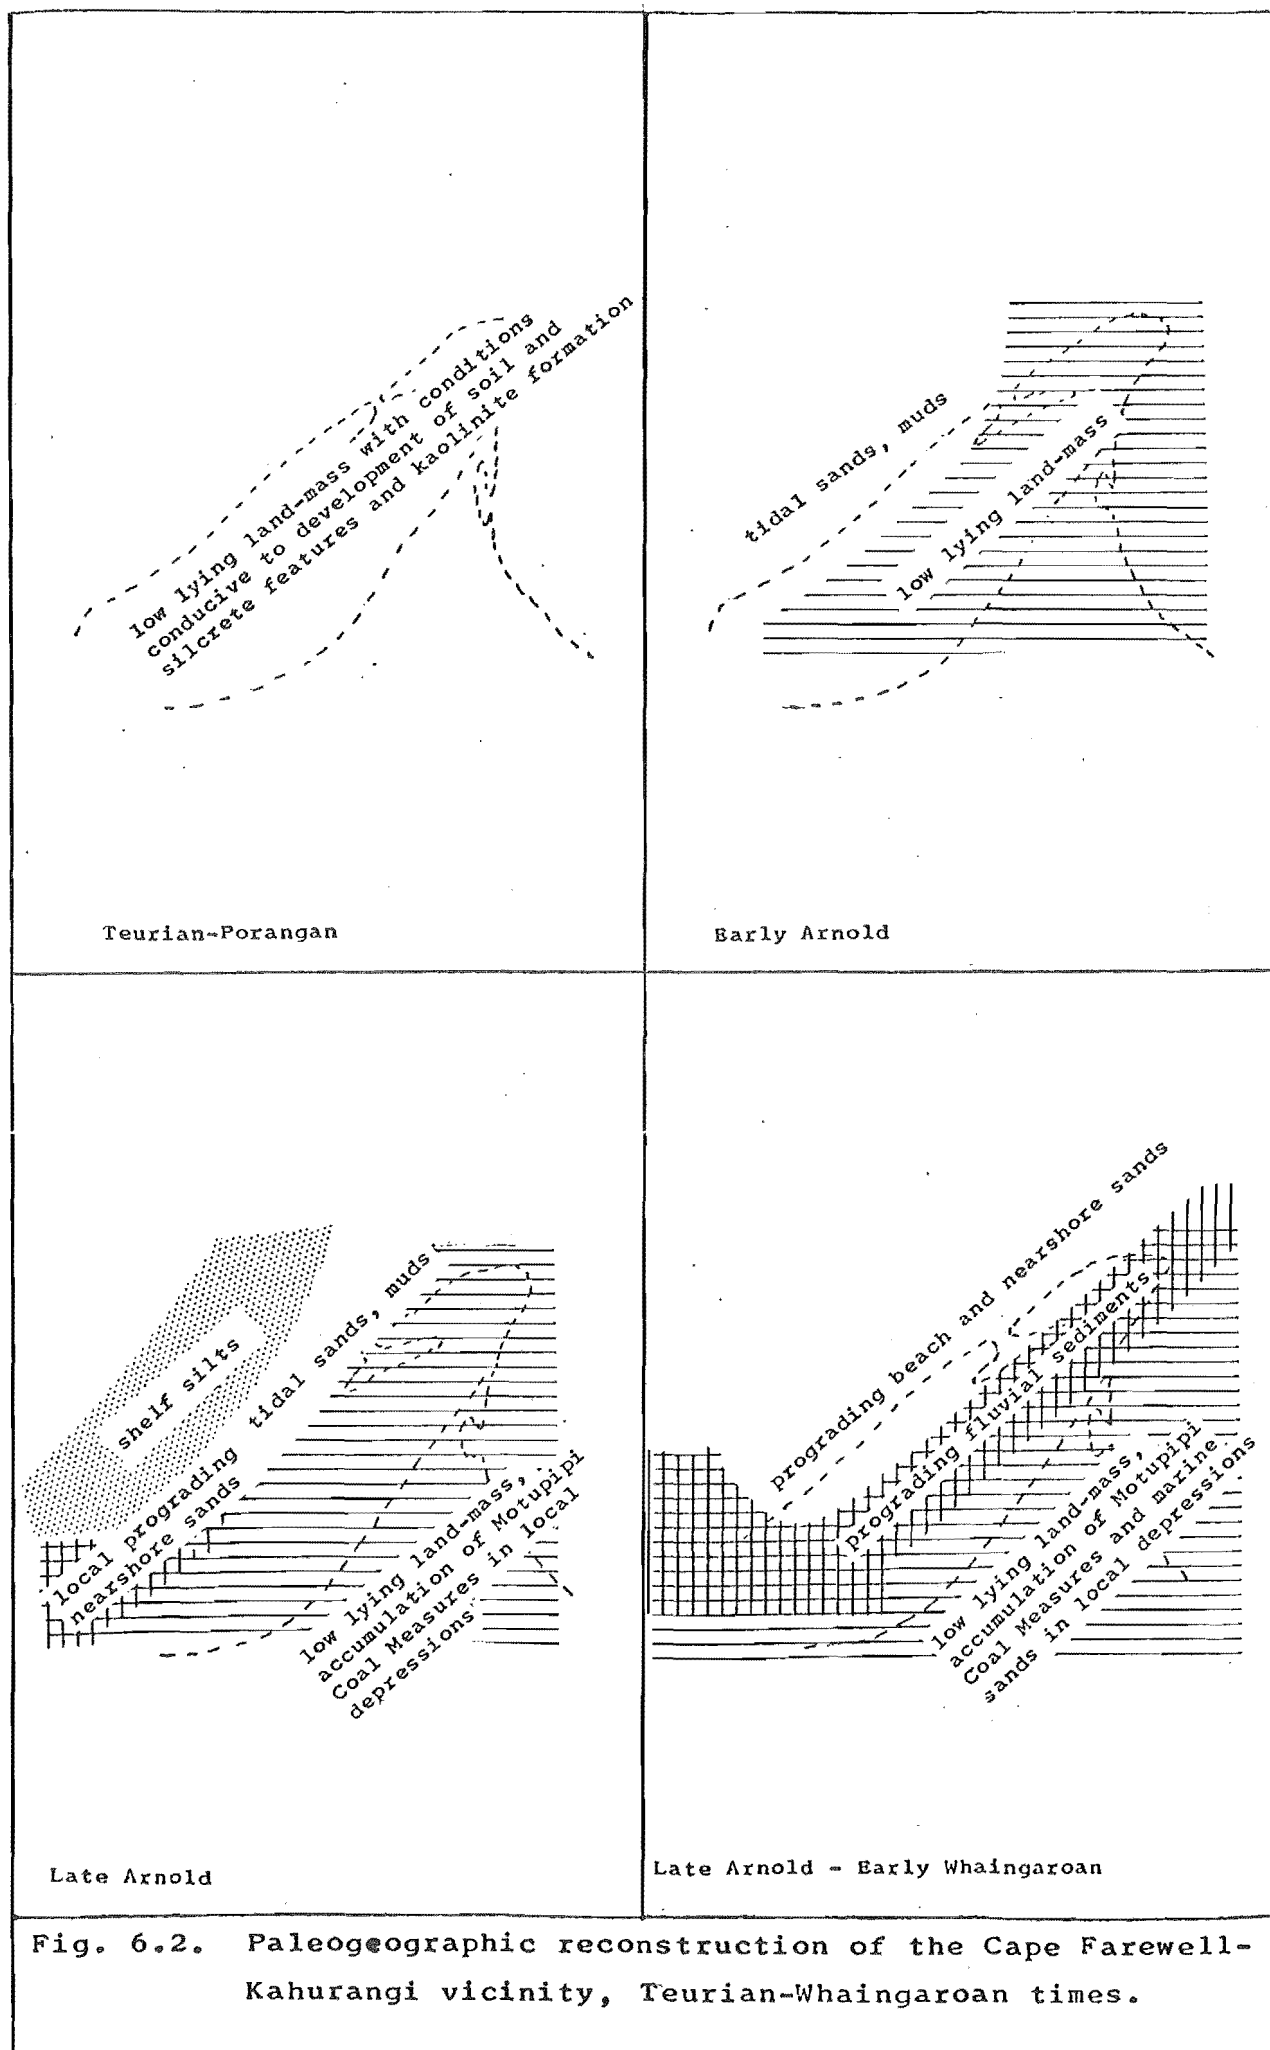 low lying land-mass with conditions
conducive to development of soil and
silcrete features and kaolinite formation
Teurian-Porangan
tidal sands, muds
low lying land-mass
Early Arnold
shelf silts
tidal sands, muds
local prograding
nearshore sands
low lying land-mass,
accumulation of Motupipi
Coal Measures in local
depressions
Late Arnold
prograding beach and nearshore sands
prograding fluvial sediments
low lying land-mass,
accumulation of Motupipi
Coal Measures and marine
sands in local depressions
Late Arnold - Early Whaingaroan
Fig. 6.2. Paleogeographic reconstruction of the Cape Farewell-
Kahurangi vicinity, Teurian-Whaingaroan times.